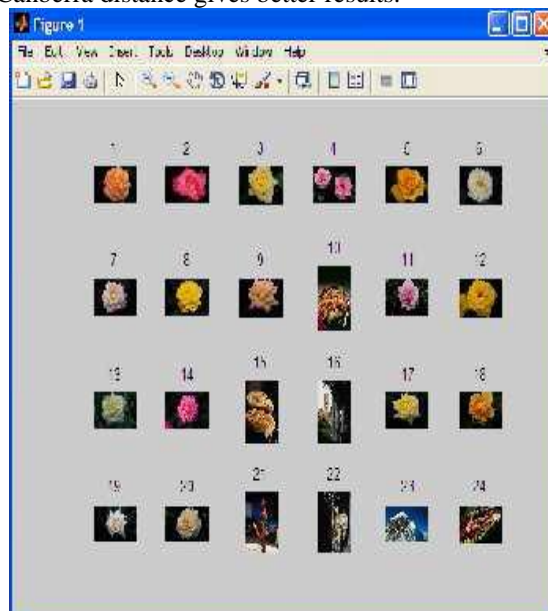 Canberra distance gives better results.
Figure 1
File Edit View Insert Tools Desktop Window Help
1 2 3 4 5 6
7 8 9 10 11 12
13 14 15 16 17 18
19 20 21 22 23 24